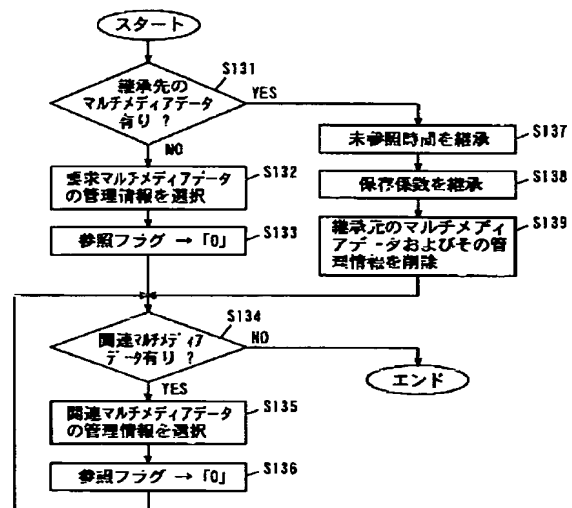 スタート
S131
継承先の
マルチメディアデータ
有り ?
YES
NO
S132
要求マルチメディアデータ
の管理情報を選択
S133
参照フラグ → 「0」
S137
未参照時間を継承
S138
保存係数を継承
S139
継承元のマルチメディ
アデータおよびその管
理情報を削除
S134
関連マルチメディア
データ有り ?
NO
エンド
YES
S135
関連マルチメディアデータ
の管理情報を選択
S136
参照フラグ → 「0」